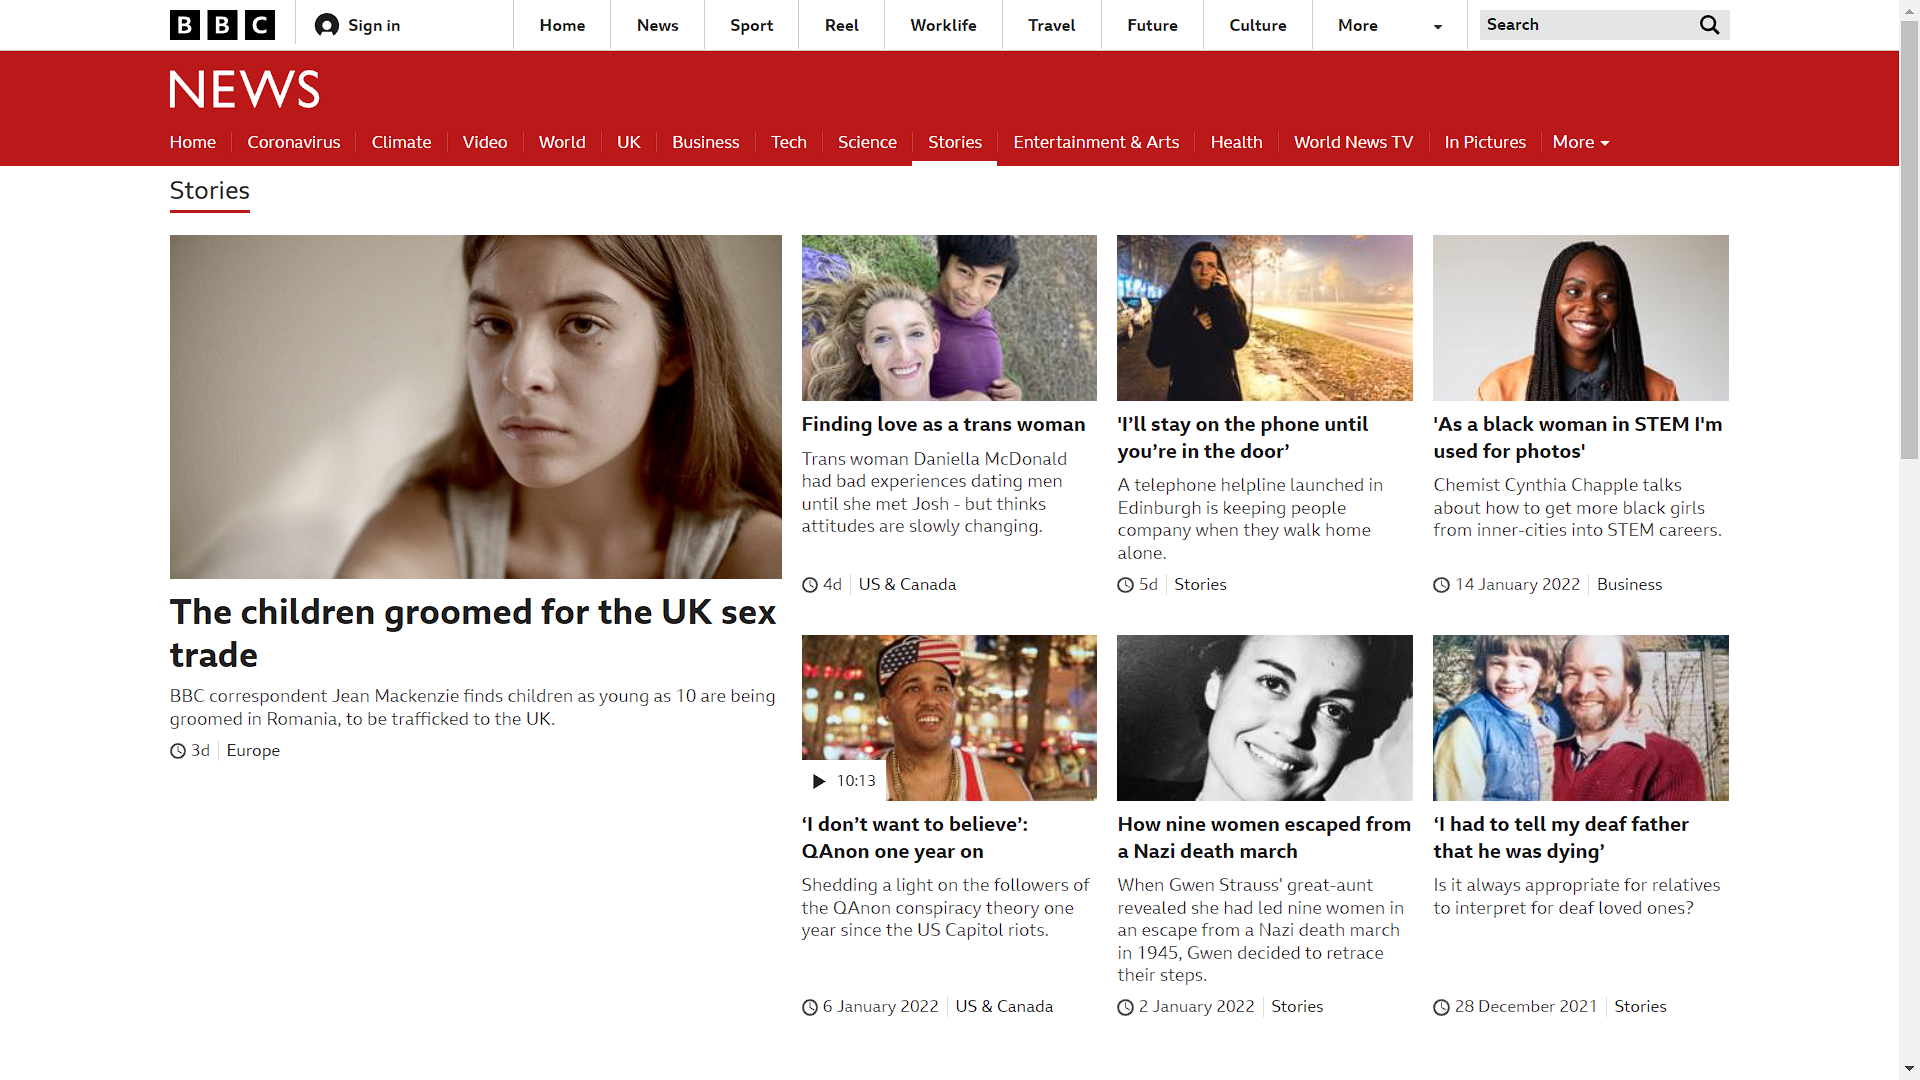 BBC Sign in Home News Sport Reel Worklife Travel Future Culture More Search
NEWS
Home Coronavirus Climate Video World UK Business Tech Science Stories Entertainment & Arts Health World News TV In Pictures More
Stories
The children groomed for the UK sex
trade
BBC correspondent Jean Mackenzie finds children as young as 10 are being
groomed in Romania, to be trafficked to the UK.
3d Europe
Finding love as a trans woman
Trans woman Daniella McDonald
had bad experiences dating men
until she met Josh - but thinks
attitudes are slowly changing.
4d US & Canada
'I’ll stay on the phone until
you’re in the door’
A telephone helpline launched in
Edinburgh is keeping people
company when they walk home
alone.
5d Stories
'As a black woman in STEM I'm
used for photos'
Chemist Cynthia Chapple talks
about how to get more black girls
from inner-cities into STEM careers.
14 January 2022 Business
10:13
‘I don’t want to believe’:
QAnon one year on
Shedding a light on the followers of
the QAnon conspiracy theory one
year since the US Capitol riots.
6 January 2022 US & Canada
How nine women escaped from
a Nazi death march
When Gwen Strauss' great-aunt
revealed she had led nine women in
an escape from a Nazi death march
in 1945, Gwen decided to retrace
their steps.
2 January 2022 Stories
‘I had to tell my deaf father
that he was dying’
Is it always appropriate for relatives
to interpret for deaf loved ones?
28 December 2021 Stories